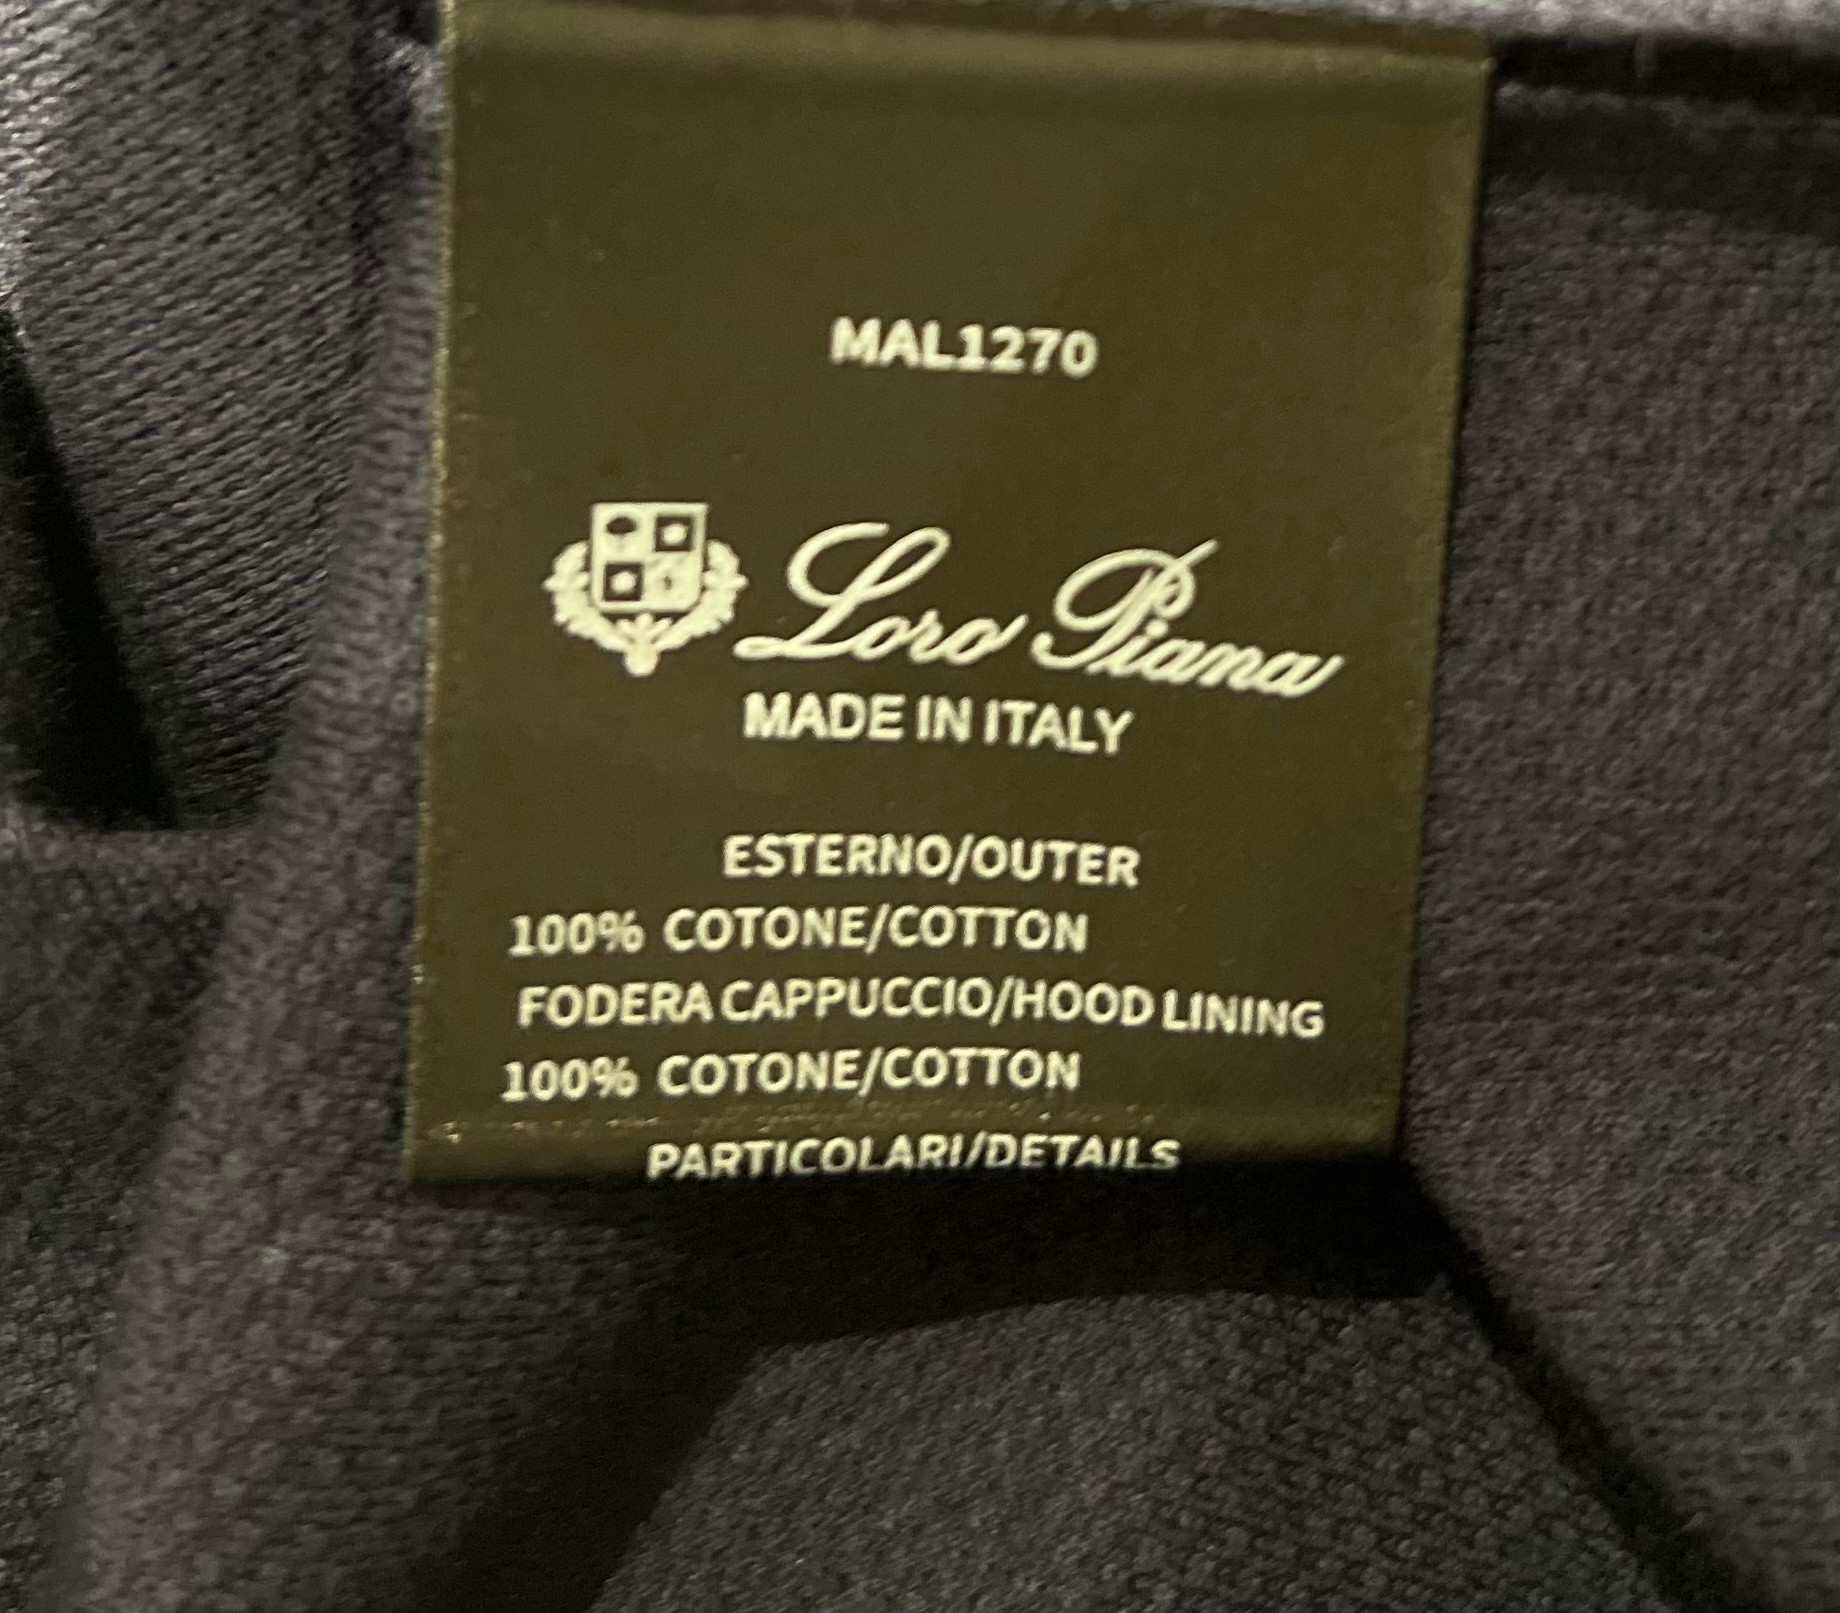 MAL1270
Loro Piana
MADE IN ITALY
ESTERNO/OUTER
100% COTONE/COTTON
FODERA CAPPUCCIO/HOOD LINING
100% COTONE/COTTON
PARTICOLARI/DETAILS